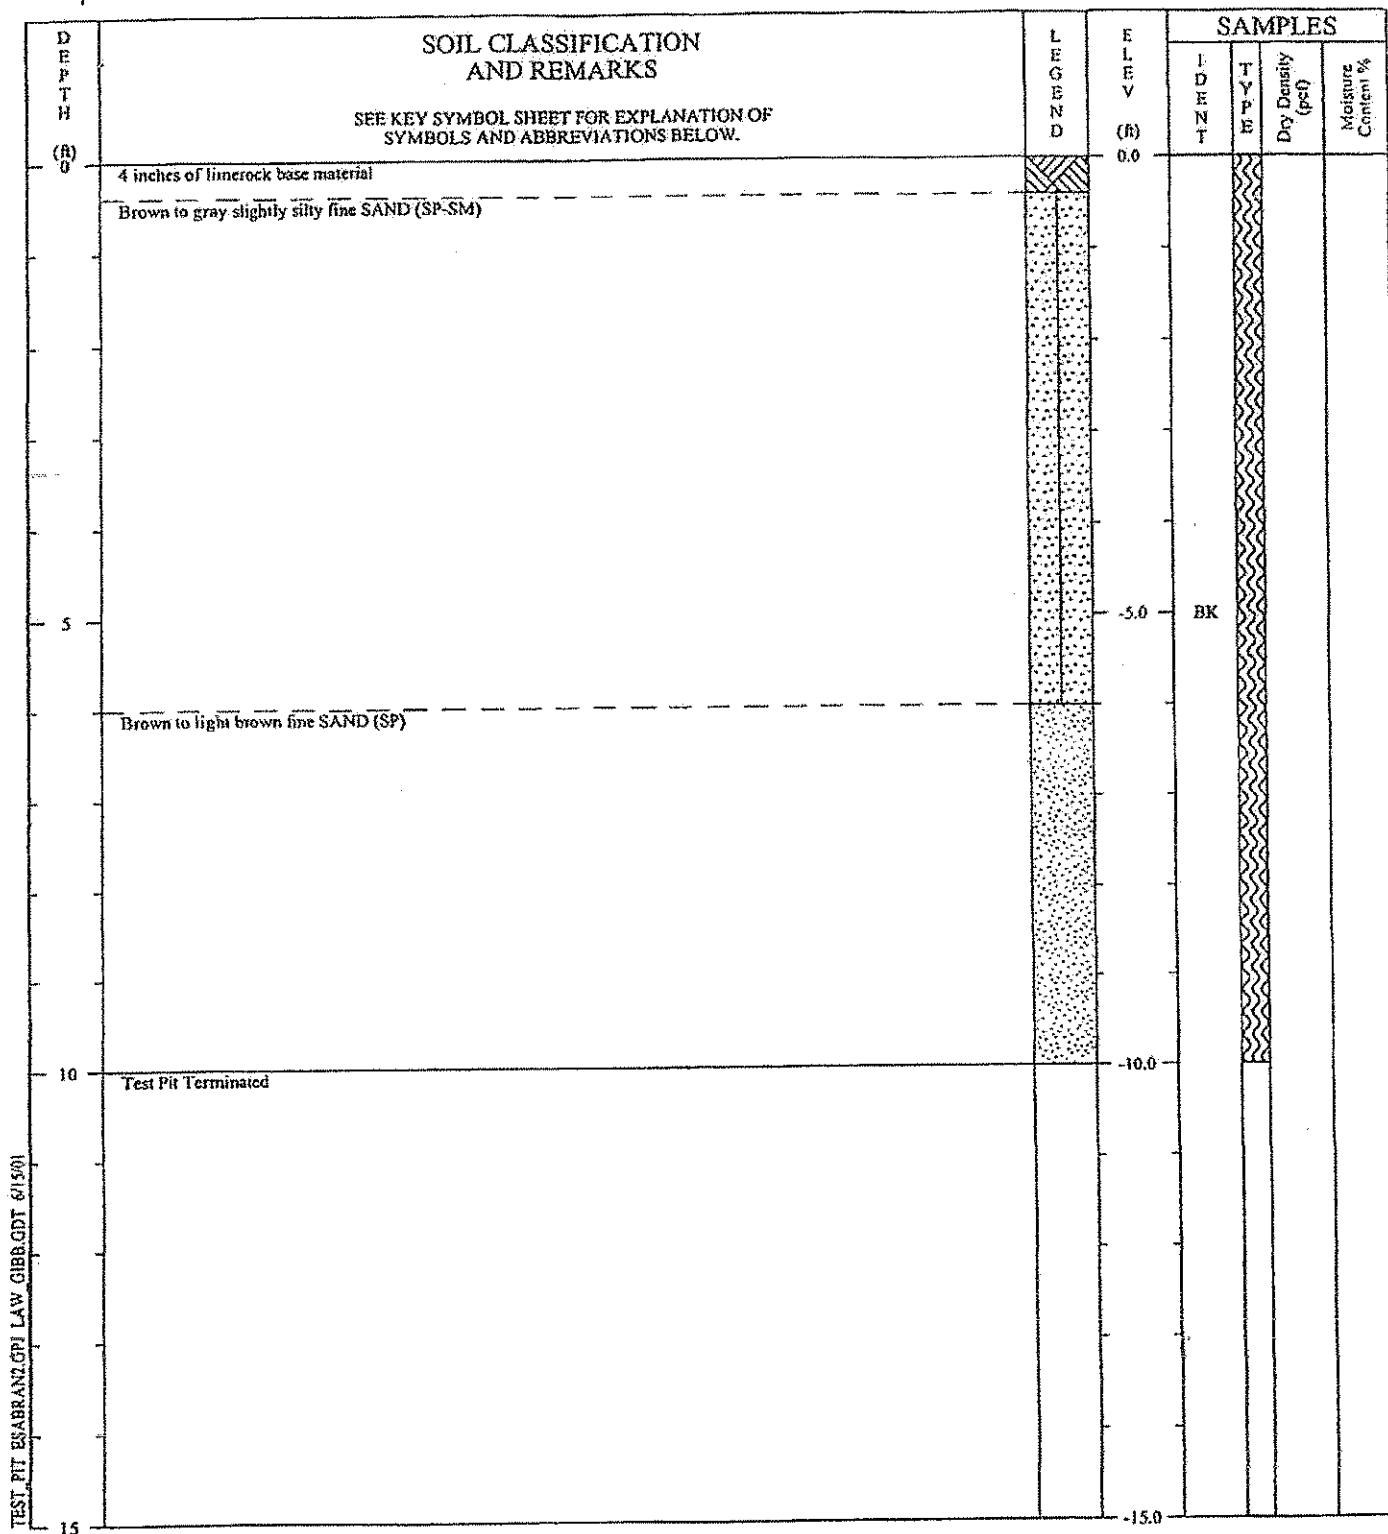 DEPTH
(ft)
SOIL CLASSIFICATION
AND REMARKS
SEE KEY SYMBOL SHEET FOR EXPLANATION OF
SYMBOLS AND ABBREVIATIONS BELOW.
LEGEND
ELEV
(ft)
SAMPLES
IDENT
TYPE
Dry Density
(pcf)
Moisture
Content %
0
4 inches of limerock base material
0.0
Brown to gray slightly silty fine SAND (SP-SM)
5
-5.0
BK
Brown to light brown fine SAND (SP)
10
Test Pit Terminated
-10.0
15
-15.0
TEST_PIT ESABRAN2.GPJ LAW_GIBB.GDT 6/15/01